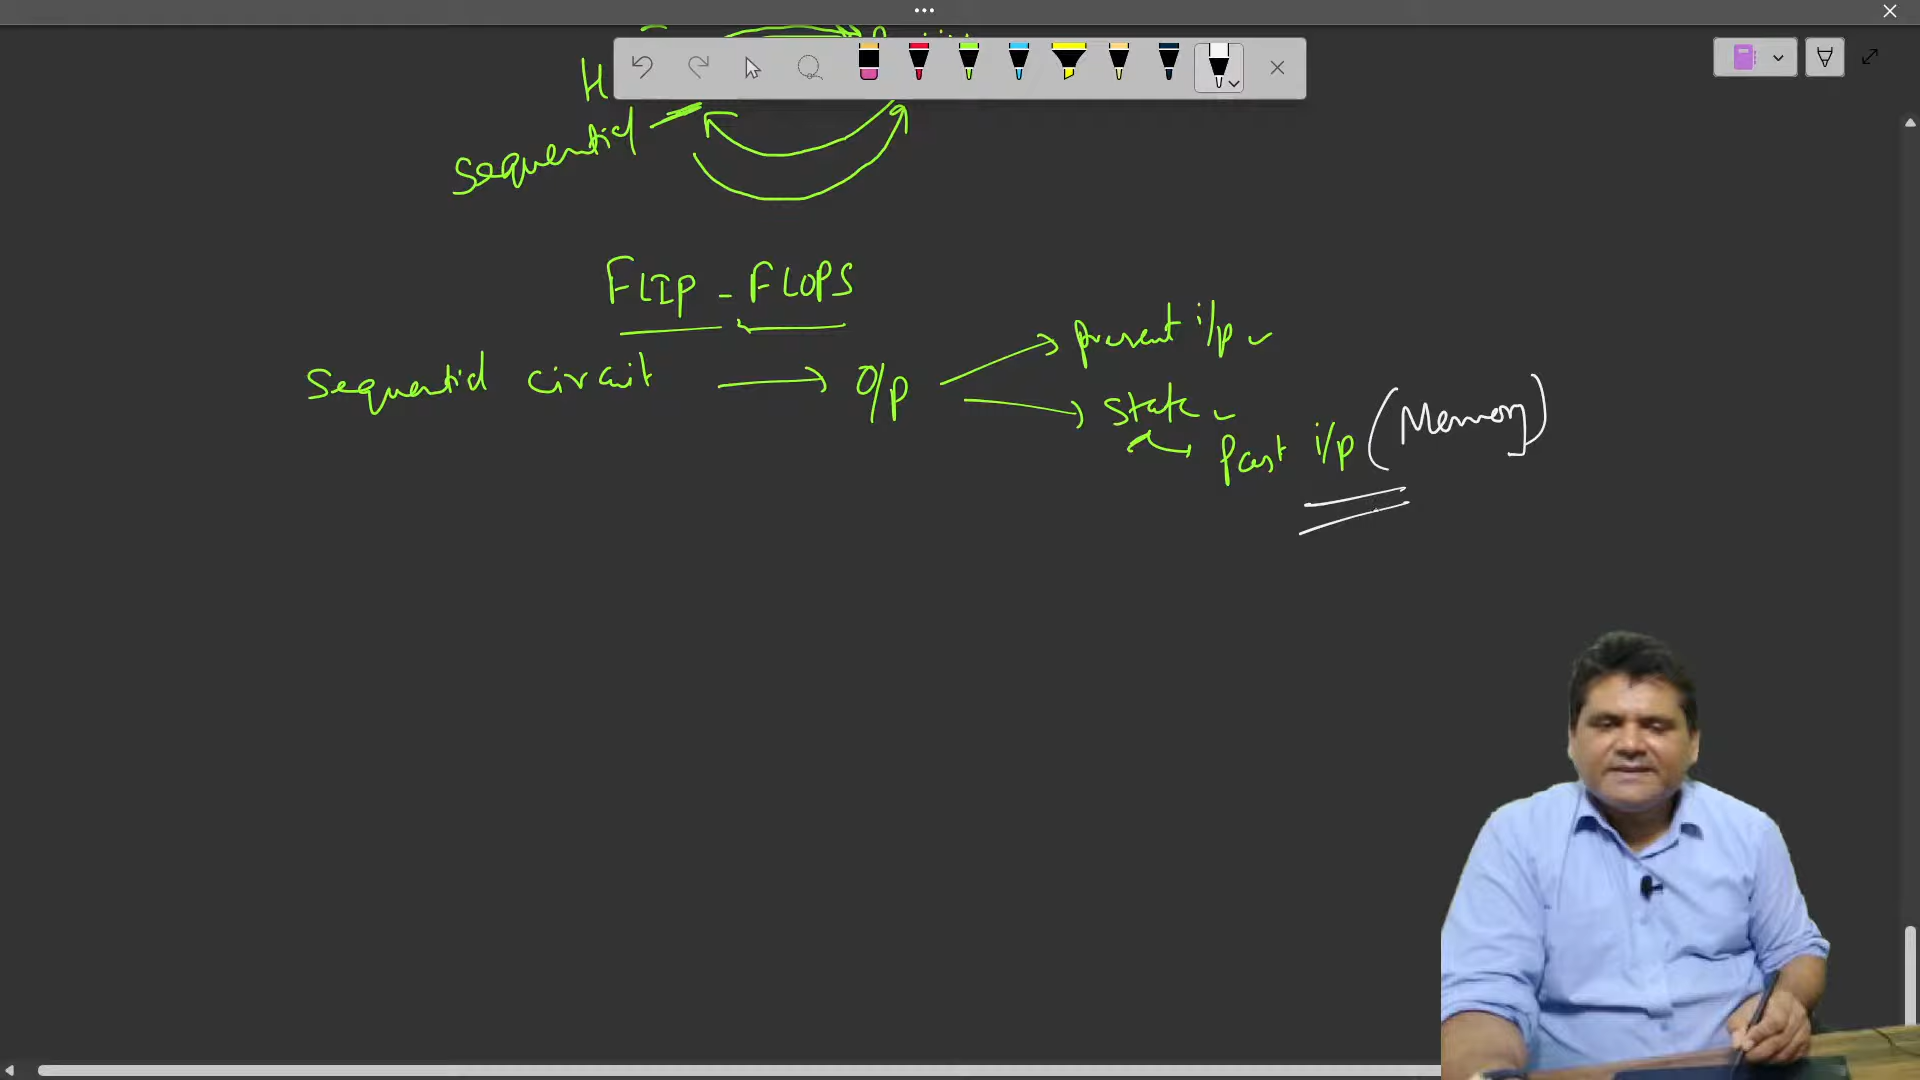 H
sequential
FLIP - FLOPS
sequential circuit → O/p → present i/p
→ state
past i/p (Memory)